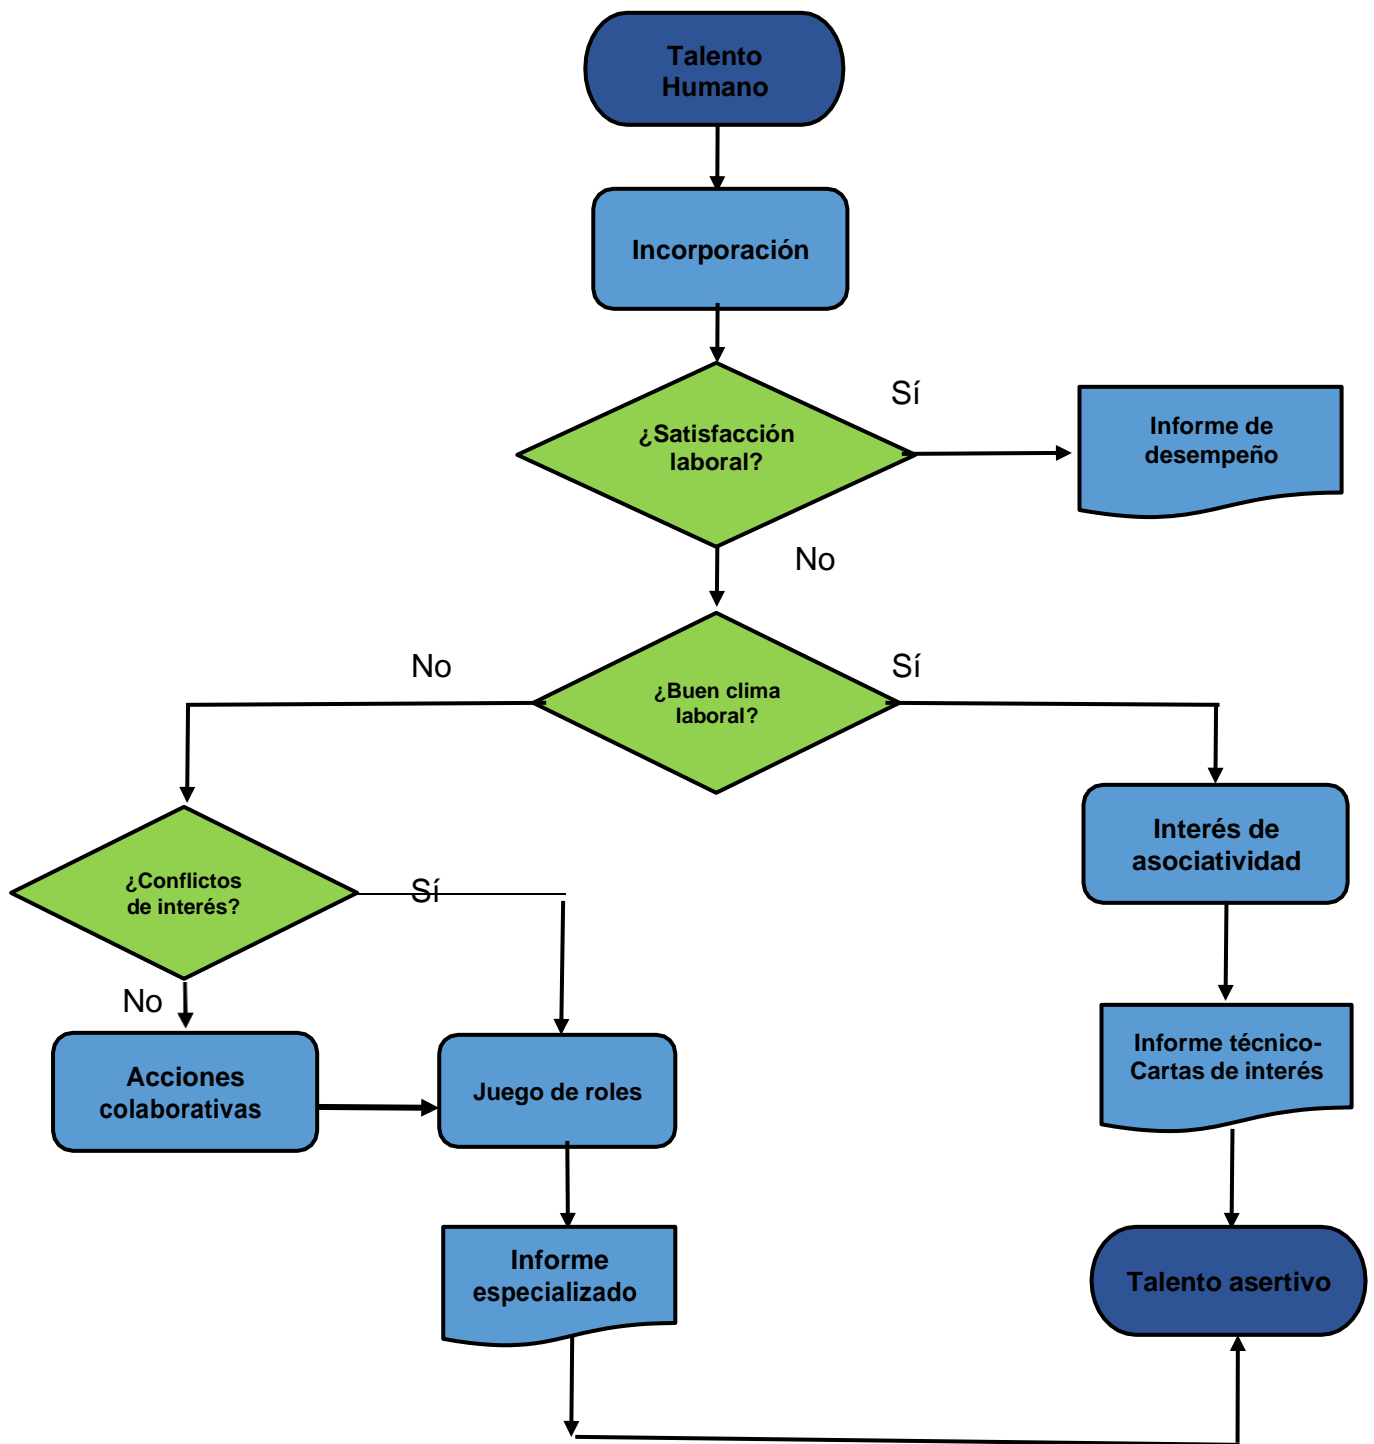 Talento
Humano
Incorporación
¿Satisfacción
laboral?
Sí
Informe de
desempeño
No
¿Buen clima
laboral?
No
Sí
Interés de
asociatividad
¿Conflictos
de interés?
Sí
No
Acciones
colaborativas
Juego de roles
Informe técnico-
Cartas de interés
Informe
especializado
Talento asertivo